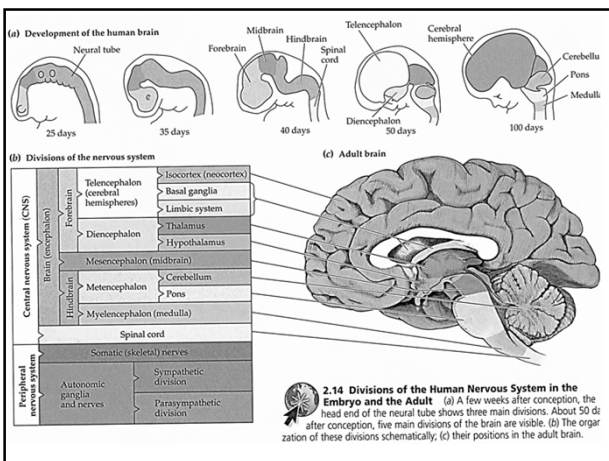 (a) Development of the human brain
Neural tube
25 days
35 days
Forebrain
Midbrain
Hindbrain
Spinal
cord
40 days
Telencephalon
Diencephalon
50 days
Cerebral
hemisphere
Cerebellu
Pons
Medulla
100 days
(b) Divisions of the nervous system
Central nervous system (CNS)
Brain (encephalon)
Forebrain
Telencephalon
(cerebral
hemispheres)
Isocortex (neocortex)
Basal ganglia
Limbic system
Diencephalon
Thalamus
Hypothalamus
Mesencephalon (midbrain)
Hindbrain
Metencephalon
Cerebellum
Pons
Myelencephalon (medulla)
Spinal cord
Peripheral
nervous system
Somatic (skeletal) nerves
Autonomic
ganglia
and nerves
Sympathetic
division
Parasympathetic
division
(c) Adult brain
2.14 Divisions of the Human Nervous System in the
Embryo and the Adult (a) A few weeks after conception, the
head end of the neural tube shows three main divisions. About 50 da
after conception, five main divisions of the brain are visible. (b) The organ
zation of these divisions schematically; (c) their positions in the adult brain.